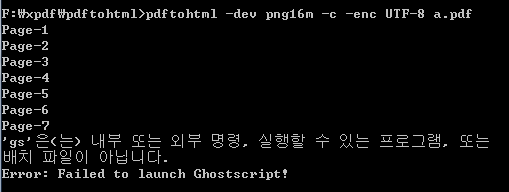 F:₩xpdf₩pdftohtml>pdftohtml -dev png16m -c -enc UTF-8 a.pdf
Page-1
Page-2
Page-3
Page-4
Page-5
Page-6
Page-7
'gs'은(는) 내부 또는 외부 명령, 실행할 수 있는 프로그램, 또는
배치 파일이 아닙니다.
Error: Failed to launch Ghostscript!